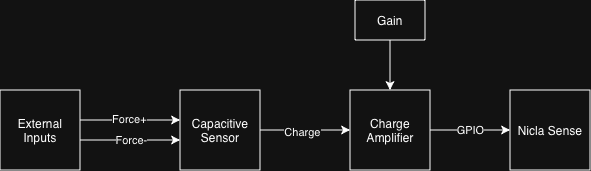 Gain
External
Inputs
Force+
Force-
Capacitive
Sensor
Charge
Charge
Amplifier
GPIO
Nicla Sense